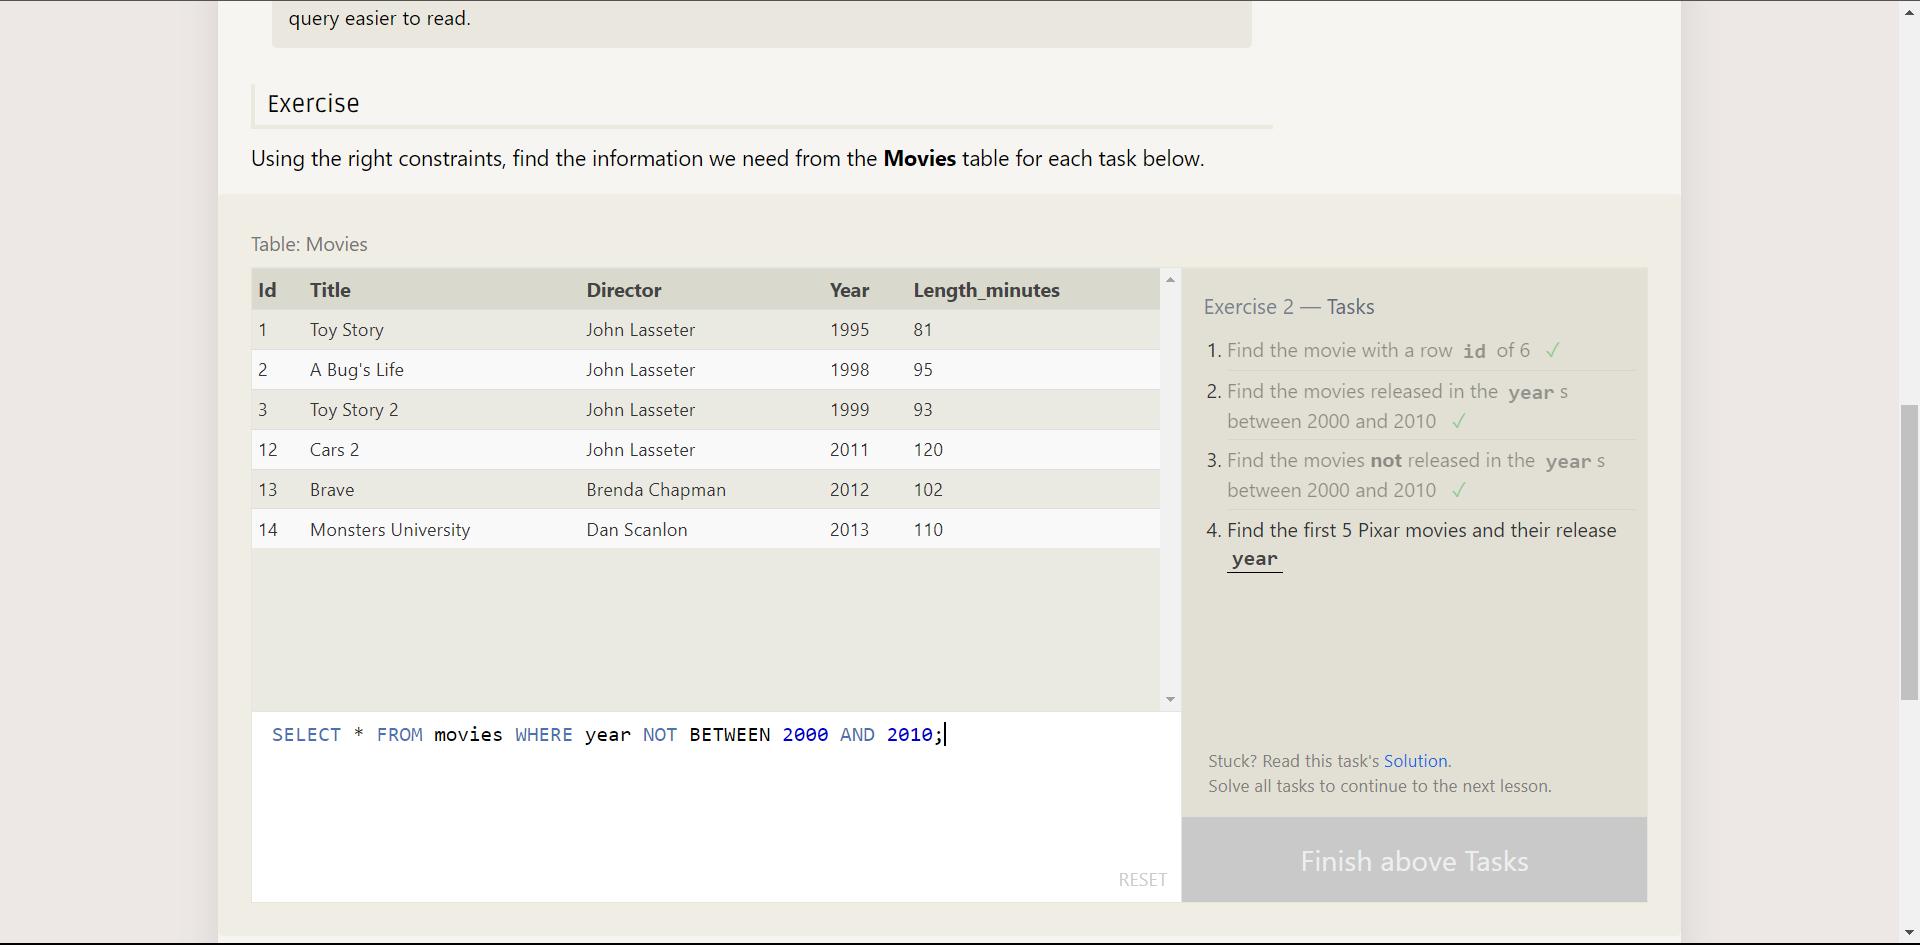 query easier to read.
Exercise
Using the right constraints, find the information we need from the Movies table for each task below.
Table: Movies
Id Title Director Year Length_minutes
1 Toy Story John Lasseter 1995 81
2 A Bug's Life John Lasseter 1998 95
3 Toy Story 2 John Lasseter 1999 93
12 Cars 2 John Lasseter 2011 120
13 Brave Brenda Chapman 2012 102
14 Monsters University Dan Scanlon 2013 110
SELECT * FROM movies WHERE year NOT BETWEEN 2000 AND 2010;
RESET
Exercise 2 — Tasks
1. Find the movie with a row id of 6 ✓
2. Find the movies released in the year s
between 2000 and 2010 ✓
3. Find the movies not released in the year s
between 2000 and 2010 ✓
4. Find the first 5 Pixar movies and their release
year
Stuck? Read this task's Solution.
Solve all tasks to continue to the next lesson.
Finish above Tasks